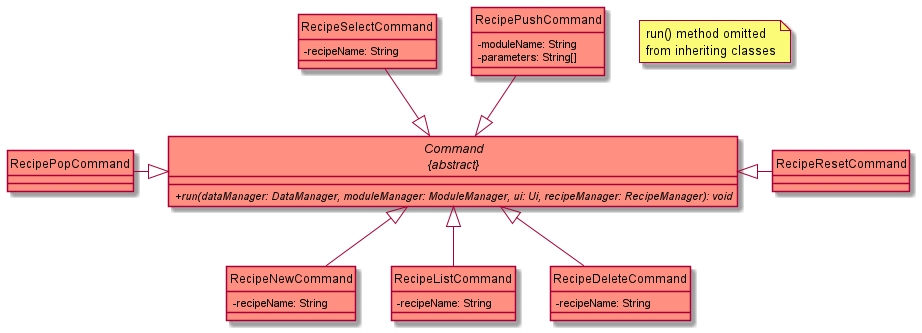 RecipeSelectCommand
-recipeName: String
RecipePushCommand
-moduleName: String
-parameters: String[]
run() method omitted
from inheriting classes
RecipePopCommand
Command
{abstract}
+run(dataManager: DataManager, moduleManager: ModuleManager, ui: Ui, recipeManager: RecipeManager): void
RecipeResetCommand
RecipeNewCommand
-recipeName: String
RecipeListCommand
-recipeName: String
RecipeDeleteCommand
-recipeName: String